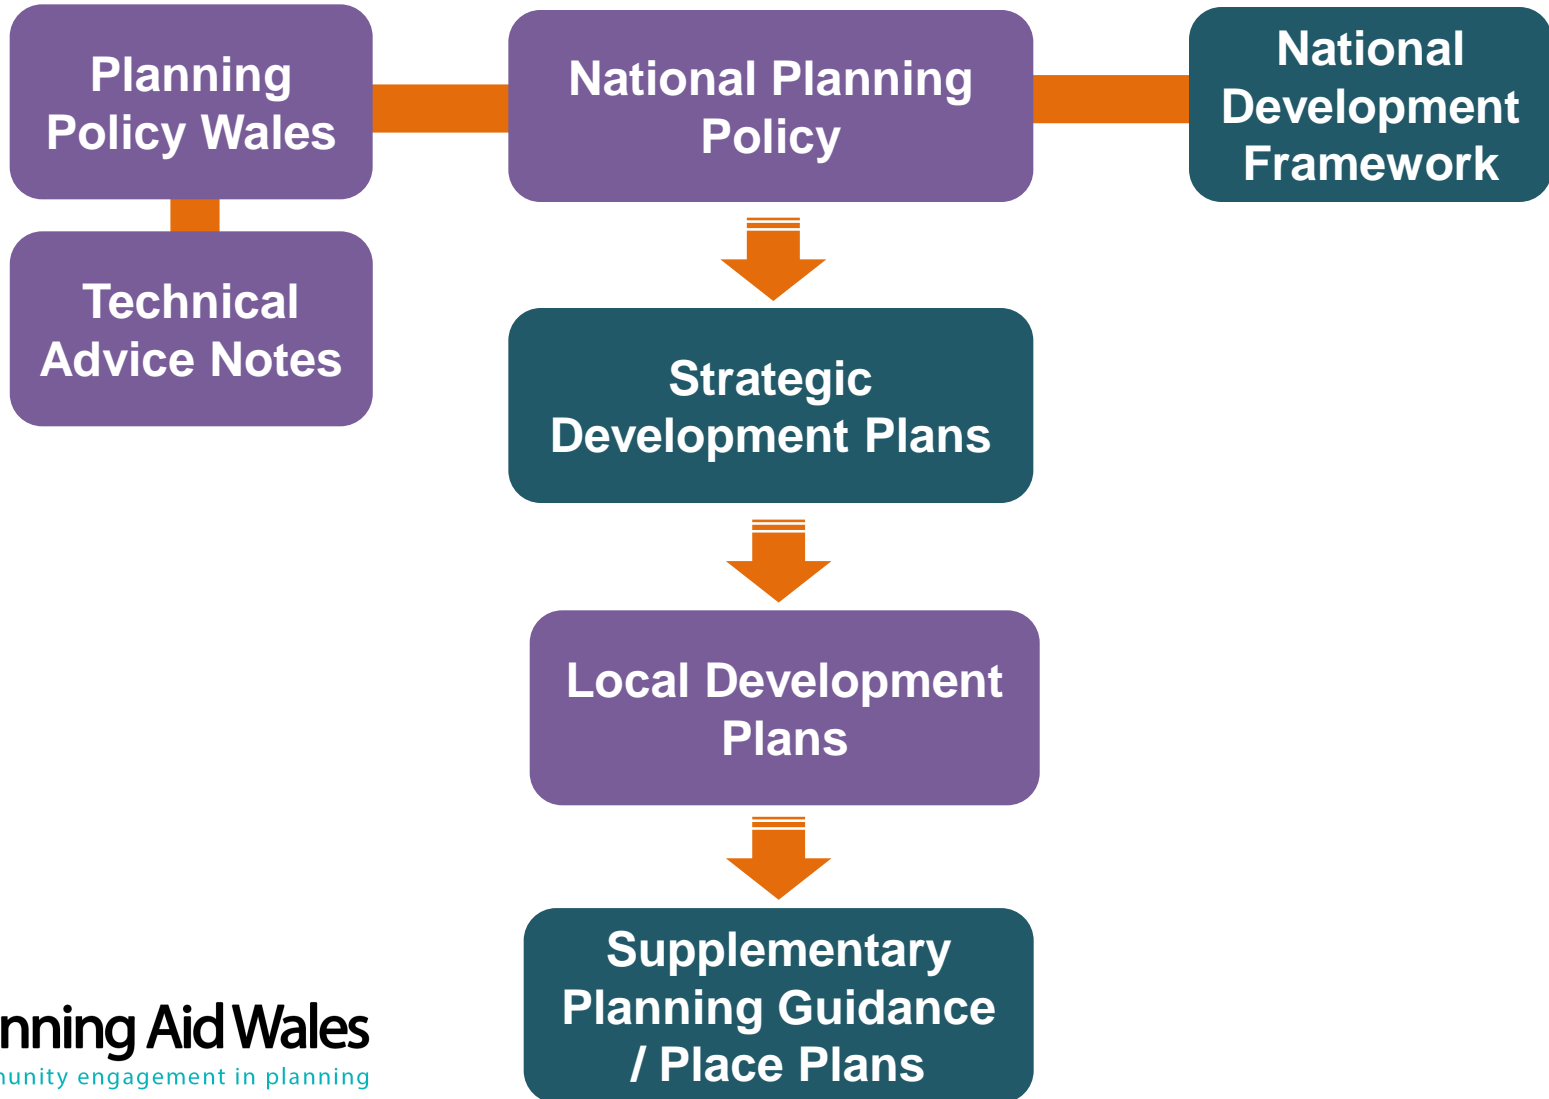 Planning
Policy Wales
National Planning
Policy
National
Development
Framework
Technical
Advice Notes
Strategic
Development Plans
Local Development
Plans
Supplementary
Planning Guidance
/ Place Plans
nning Aid Wales
unity engagement in planning